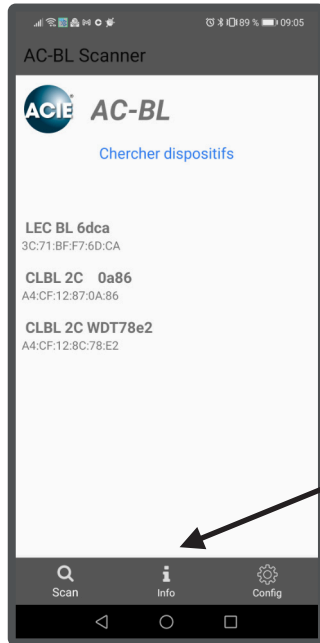 89 % 09:05
AC-BL Scanner
ACIE AC-BL
Chercher dispositifs
LEC BL 6dca
3C:71:BF:F7:6D:CA
CLBL 2C 0a86
A4:CF:12:87:0A:86
CLBL 2C WDT78e2
A4:CF:12:8C:78:E2
Scan Info Config